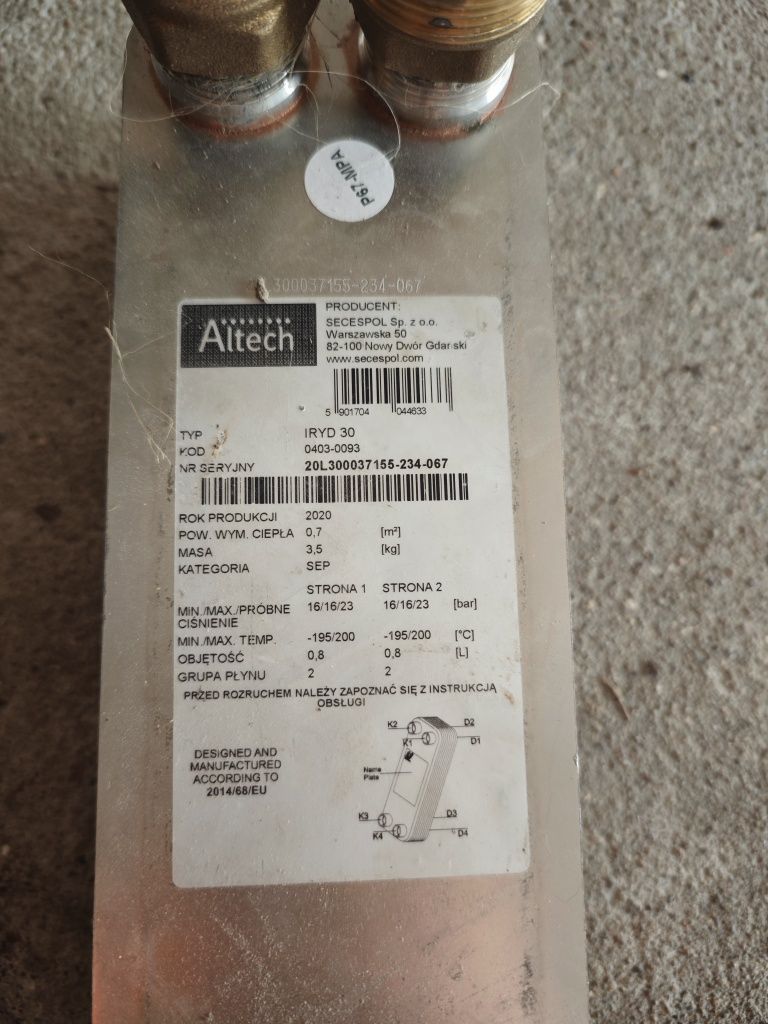 P67-MPA
300037155-234-067
Altech
PRODUCENT:
SECESPOL Sp. z o.o.
Warszawska 50
82-100 Nowy Dwór Gdański
www.secespol.com
5 901704 044633
TYP IRYD 30
KOD 0403-0093
NR SERYJNY 20L300037155-234-067
ROK PRODUKCJI 2020
POW. WYM. CIEPŁA 0,7 [m²]
MASA 3,5 [kg]
KATEGORIA SEP
STRONA 1 STRONA 2
MIN./MAX./PRÓBNE CIŚNIENIE 16/16/23 16/16/23 [bar]
MIN./MAX. TEMP. -195/200 -195/200 [°C]
OBJĘTOŚĆ 0,8 0,8 [L]
GRUPA PŁYNU 2 2
PRZED ROZRUCHEM NALEŻY ZAPOZNAĆ SIĘ Z INSTRUKCJĄ
OBSŁUGI
DESIGNED AND
MANUFACTURED
ACCORDING TO
2014/68/EU
K2 D2
K1 D1
Name
Plate
K3 D3
K4 D4